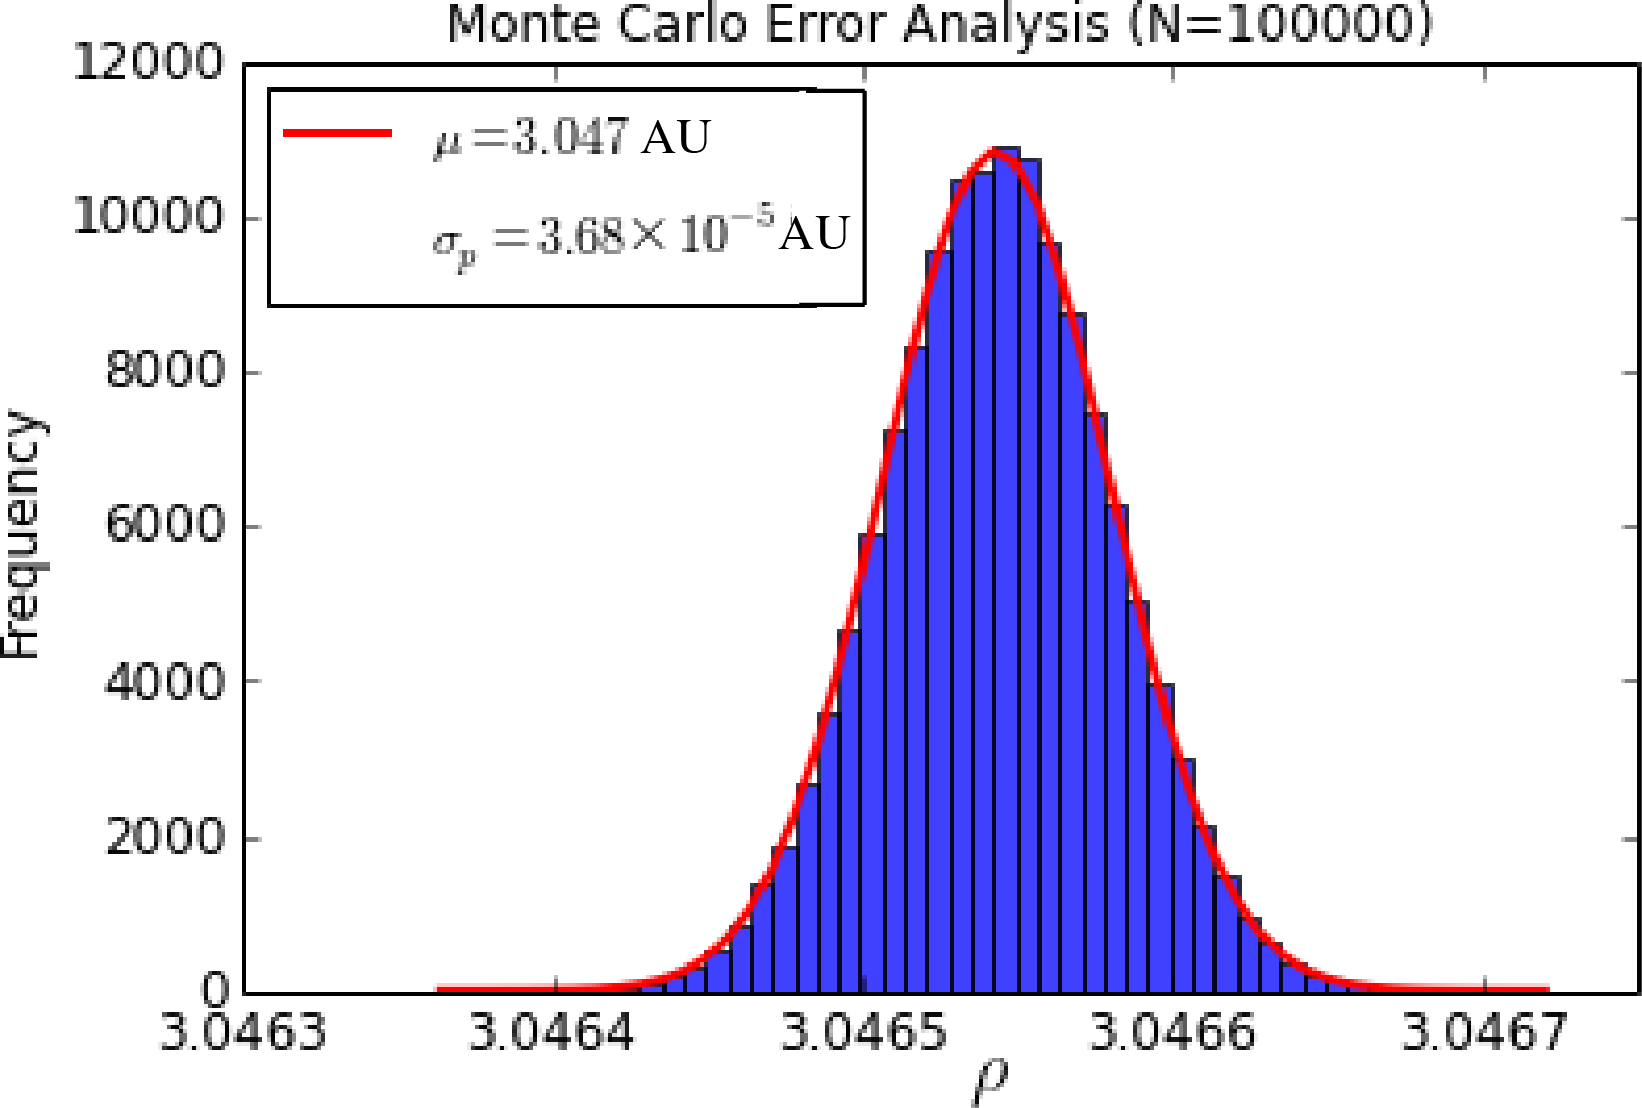 Monte Carlo Error Analysis (N=100000)
12000
10000
8000
6000
4000
2000
0
Frequency
μ=3.047 AU
σₚ=3.68×10⁻⁵ AU
3.0463 3.0464 3.0465 3.0466 3.0467
ρ